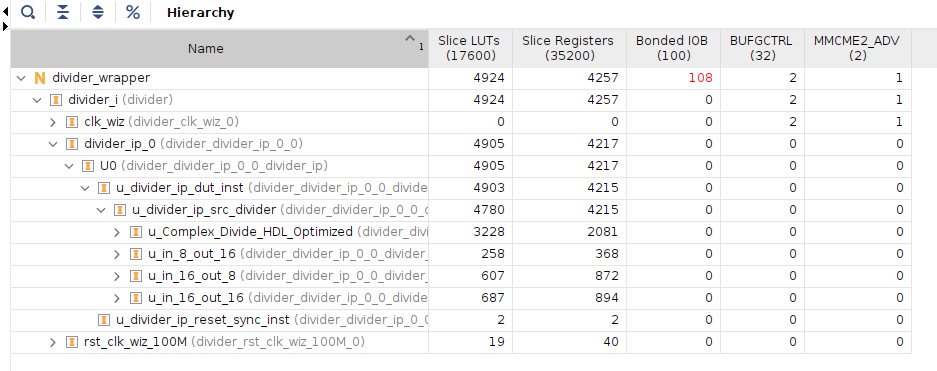 Hierarchy
Name 1 Slice LUTs (17600) Slice Registers (35200) Bonded IOB (100) BUFGCTRL (32) MMCME2_ADV (2)
N divider_wrapper 4924 4257 108 2 1
divider_i (divider) 4924 4257 0 2 1
clk_wiz (divider_clk_wiz_0) 0 0 0 2 1
divider_ip_0 (divider_divider_ip_0_0) 4905 4217 0 0 0
U0 (divider_divider_ip_0_0_divider_ip) 4905 4217 0 0 0
u_divider_ip_dut_inst (divider_divider_ip_0_0_divide 4903 4215 0 0 0
u_divider_ip_src_divider (divider_divider_ip_0_0_d 4780 4215 0 0 0
u_Complex_Divide_HDL_Optimized (divider_divi 3228 2081 0 0 0
u_in_8_out_16 (divider_divider_ip_0_0_divider 258 368 0 0 0
u_in_16_out_8 (divider_divider_ip_0_0_divider 607 872 0 0 0
u_in_16_out_16 (divider_divider_ip_0_0_divide 687 894 0 0 0
u_divider_ip_reset_sync_inst (divider_divider_ip_0_0 2 2 0 0 0
rst_clk_wiz_100M (divider_rst_clk_wiz_100M_0) 19 40 0 0 0